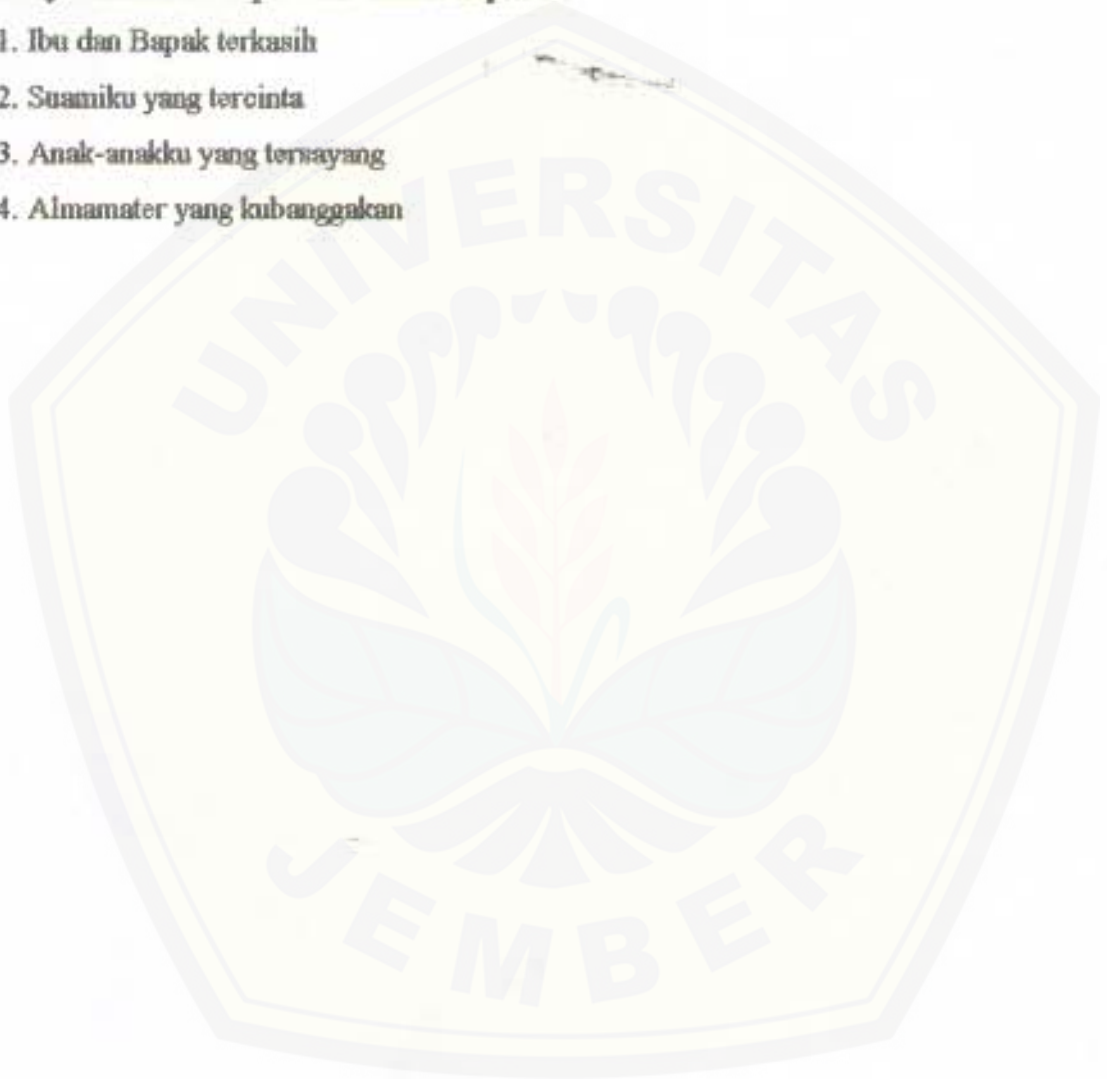 1. Ibu dan Bapak terkasih
2. Suamiku yang tercinta
3. Anak-anakku yang tersayang
4. Almamater yang kubanggakan
UNIVERSITAS
JEMBER